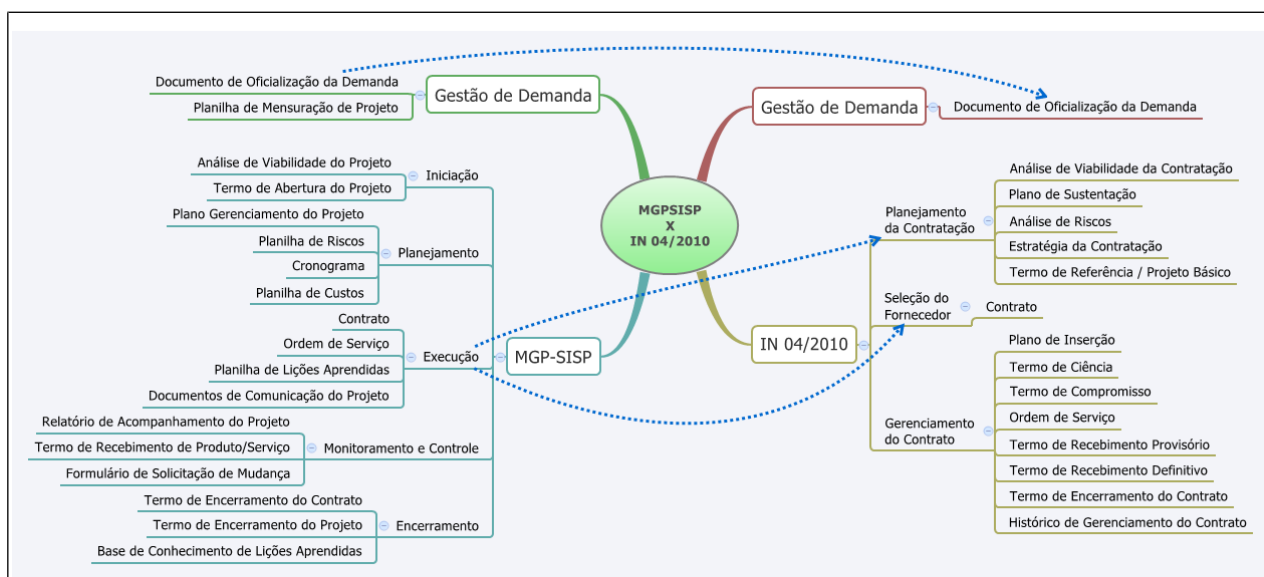 Documento de Oficialização da Demanda
Planilha de Mensuração de Projeto
Gestão de Demanda
Gestão de Demanda
Documento de Oficialização da Demanda
MGPSISP
X
IN 04/2010
Análise de Viabilidade do Projeto
Termo de Abertura do Projeto
Iniciação
Plano Gerenciamento do Projeto
Planilha de Riscos
Cronograma
Planilha de Custos
Planejamento
Contrato
Ordem de Serviço
Planilha de Lições Aprendidas
Documentos de Comunicação do Projeto
Execução
MGP-SISP
Relatório de Acompanhamento do Projeto
Termo de Recebimento de Produto/Serviço
Formulário de Solicitação de Mudança
Monitoramento e Controle
Termo de Encerramento do Contrato
Termo de Encerramento do Projeto
Base de Conhecimento de Lições Aprendidas
Encerramento
IN 04/2010
Planejamento
da Contratação
Análise de Viabilidade da Contratação
Plano de Sustentação
Análise de Riscos
Estratégia da Contratação
Termo de Referência / Projeto Básico
Seleção do
Fornecedor
Contrato
Gerenciamento
do Contrato
Plano de Inserção
Termo de Ciência
Termo de Compromisso
Ordem de Serviço
Termo de Recebimento Provisório
Termo de Recebimento Definitivo
Termo de Encerramento do Contrato
Histórico de Gerenciamento do Contrato